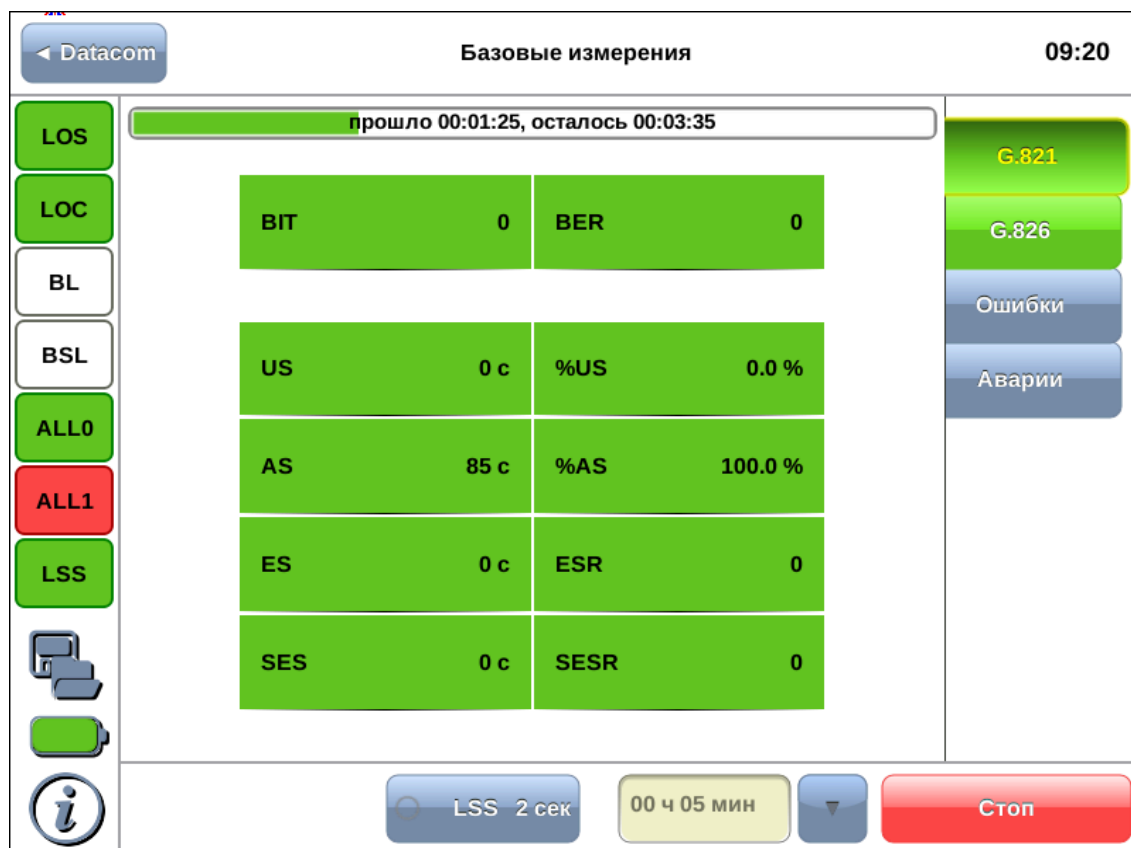 ◄ Datacom
Базовые измерения
09:20
прошло 00:01:25, осталось 00:03:35
LOS
LOC
BL
BSL
ALL0
ALL1
LSS
BIT 0 BER 0
US 0 с %US 0.0 %
AS 85 с %AS 100.0 %
ES 0 с ESR 0
SES 0 с SESR 0
G.821
G.826
Ошибки
Аварии
i
LSS 2 сек
00 ч 05 мин
▼
Стоп